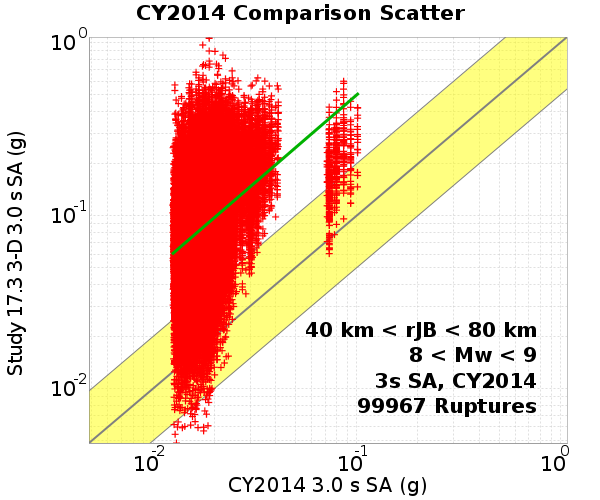 CY2014 Comparison Scatter
10^0
10^-1
10^-2
Study 17.3 3-D 3.0 s SA (g)
40 km < rJB < 80 km
8 < Mw < 9
3s SA, CY2014
99967 Ruptures
10^-2 10^-1 10^0
CY2014 3.0 s SA (g)